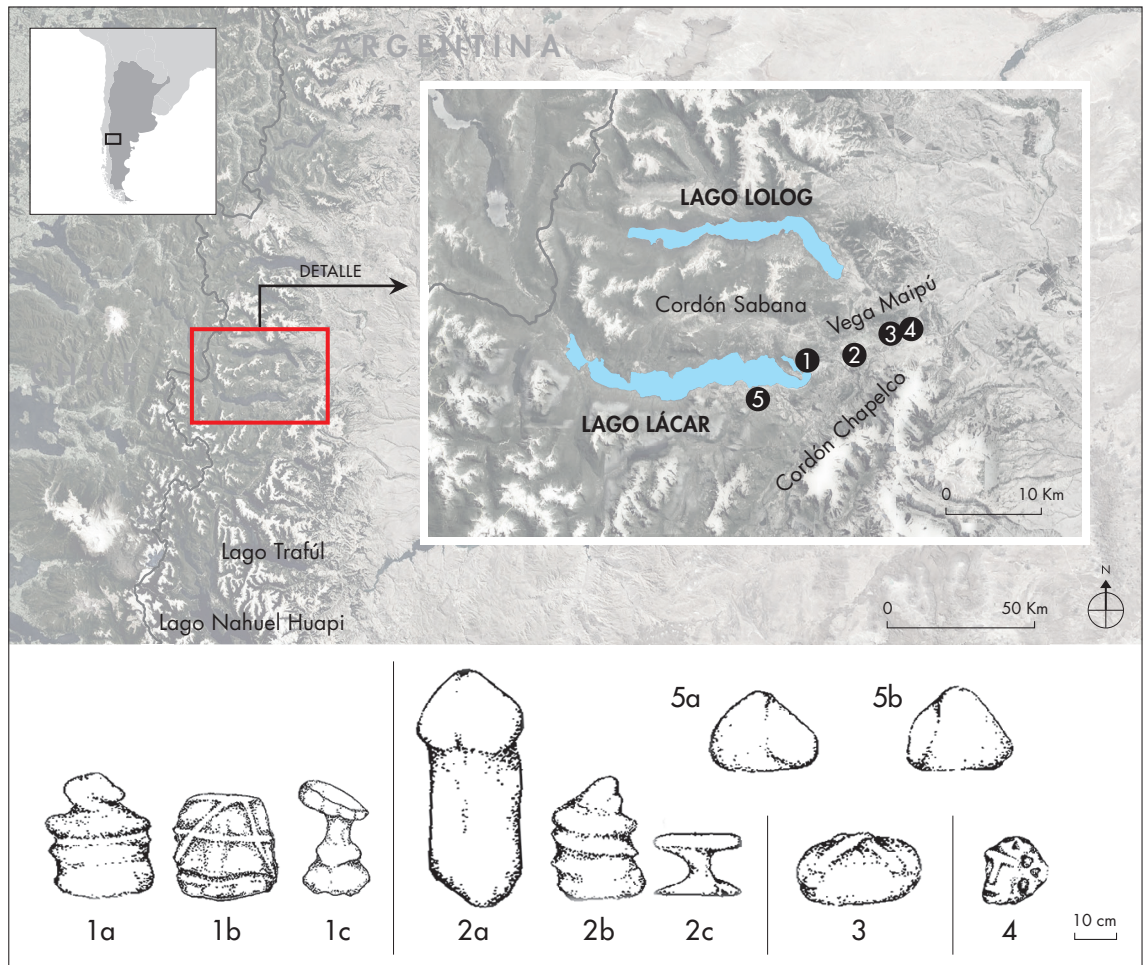 ARGENTINA
DETALLE
LAGO LOLOG
Cordón Sabana
Vega Maipú
1
2
3
4
5
LAGO LÁCAR
Cordón Chapelco
0 10 Km
Lago Trafúl
Lago Nahuel Huapi
0 50 Km
N
5a
5b
1a
1b
1c
2a
2b
2c
3
4
10 cm